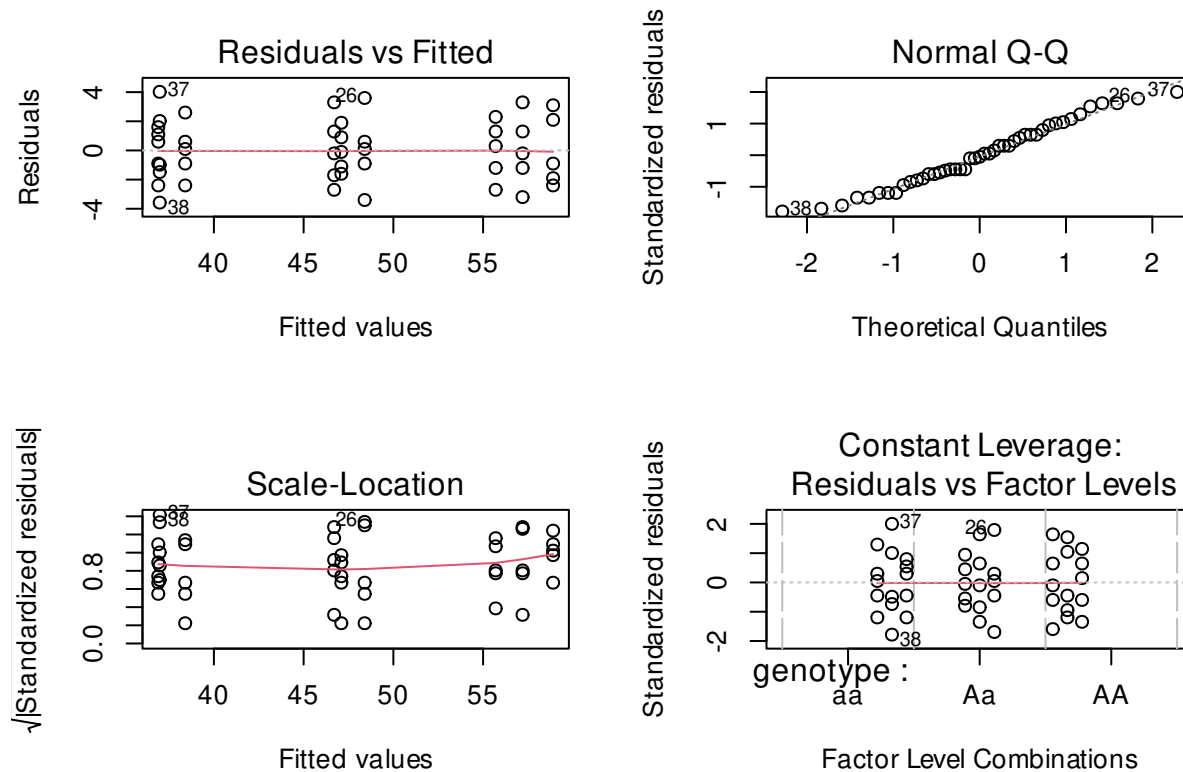 Residuals vs Fitted
Residuals
4
0
-4
37
26
38
40
45
50
55
Fitted values
Normal Q-Q
Standardized residuals
1
-1
38
26
37
-2
-1
0
1
2
Theoretical Quantiles
Scale-Location
√|Standardized residuals|
0.8
0.0
37
38
26
40
45
50
55
Fitted values
Constant Leverage:
Residuals vs Factor Levels
Standardized residuals
2
0
-2
37
26
38
genotype :
aa
Aa
AA
Factor Level Combinations